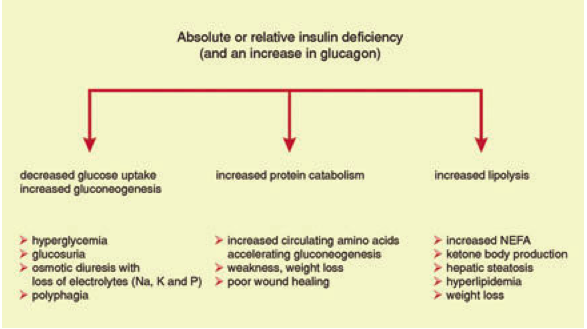 Absolute or relative insulin deficiency
(and an increase in glucagon)
decreased glucose uptake
increased gluconeogenesis
➤ hyperglycemia
➤ glucosuria
➤ osmotic diuresis with
loss of electrolytes (Na, K and P)
➤ polyphagia
increased protein catabolism
➤ increased circulating amino acids
accelerating gluconeogenesis
➤ weakness, weight loss
➤ poor wound healing
increased lipolysis
➤ increased NEFA
➤ ketone body production
➤ hepatic steatosis
➤ hyperlipidemia
➤ weight loss